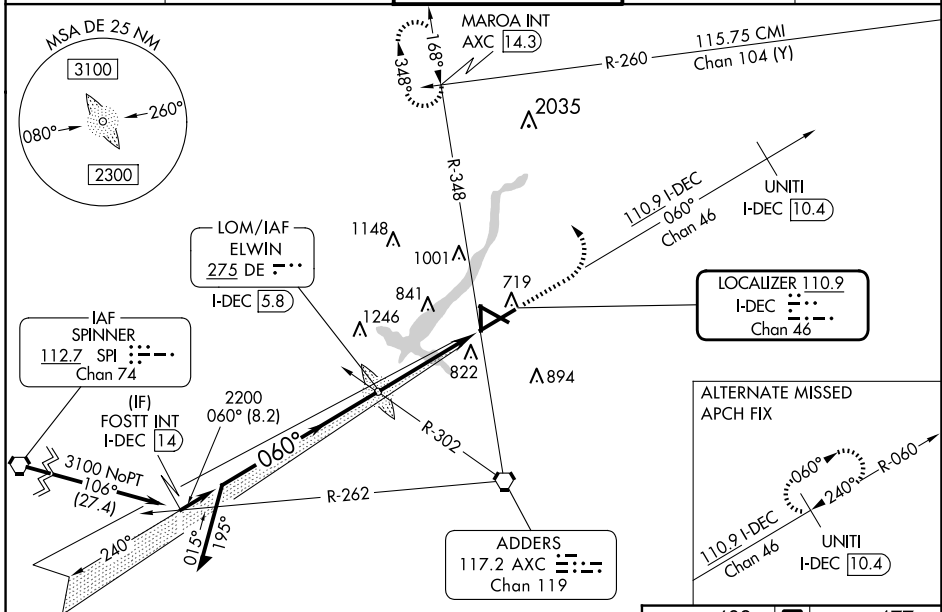 MSA DE 25 NM
3100
260°
080°
2300
MAROA INT
AXC 14.3
168°
348°
115.75 CMI
Chan 104 (Y)
R-260
2035
R-348
UNITI
I-DEC 10.4
110.9 I-DEC
060°
Chan 46
LOM/IAF
ELWIN
275 DE
I-DEC 5.8
1148
1001
841
719
1246
822
894
LOCALIZER 110.9
I-DEC
Chan 46
IAF
SPINNER
112.7 SPI
Chan 74
(IF)
FOSTT INT
I-DEC 14
2200
060° (8.2)
060°
R-302
3100 NoPT
106°
(27.4)
R-262
240°
015°
195°
ADDERS
117.2 AXC
Chan 119
ALTERNATE MISSED
APCH FIX
060°
R-060
240°
110.9 I-DEC
Chan 46
UNITI
I-DEC 10.4